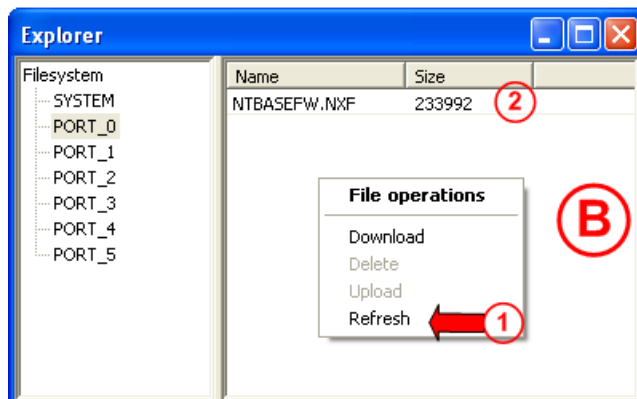 Explorer
Filesystem
SYSTEM
PORT_0
PORT_1
PORT_2
PORT_3
PORT_4
PORT_5
Name Size
NTBASEFW.NXF 233992 2
File operations
Download
Delete
Upload
Refresh 1
B